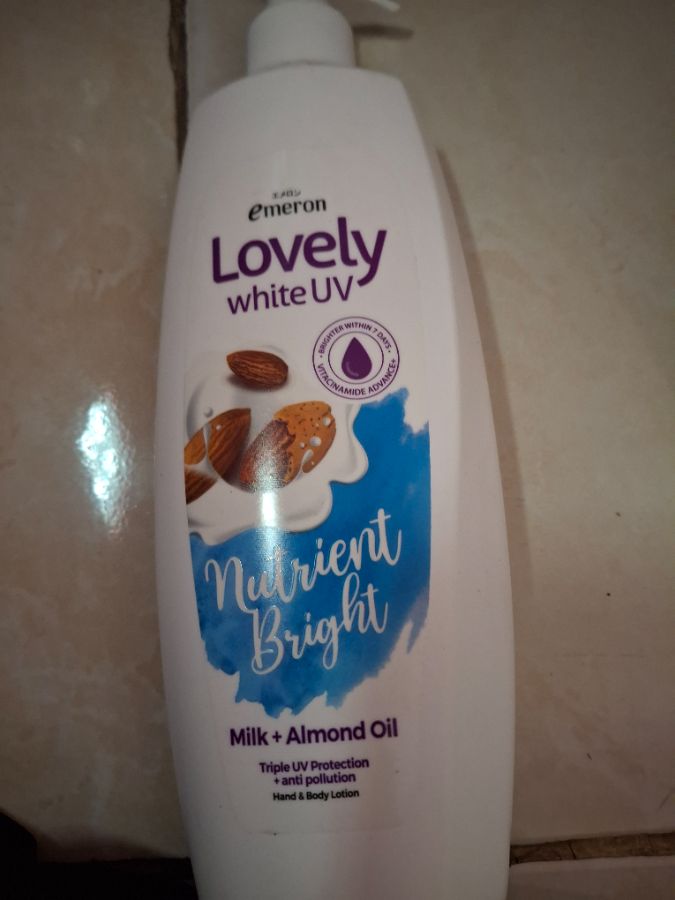 エメロン
emeron
Lovely
white UV
BRIGHTER WITHIN 7 DAYS
VITACINAMIDE ADVANCE+
Nutrient
Bright
Milk + Almond Oil
Triple UV Protection
+ anti pollution
Hand & Body Lotion